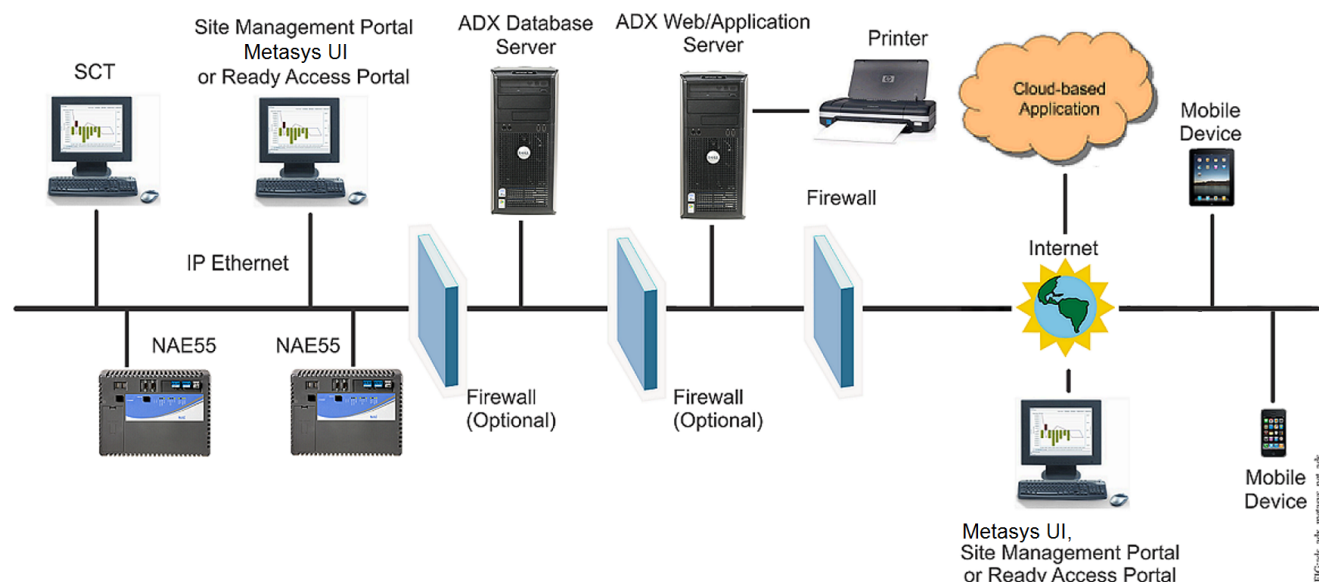 Site Management Portal
Metasys UI
or Ready Access Portal
SCT
ADX Database
Server
ADX Web/Application
Server
Printer
Cloud-based
Application
Mobile
Device
Firewall
Internet
IP Ethernet
NAE55
NAE55
Firewall
(Optional)
Firewall
(Optional)
Mobile
Device
Metasys UI,
Site Management Portal
or Ready Access Portal